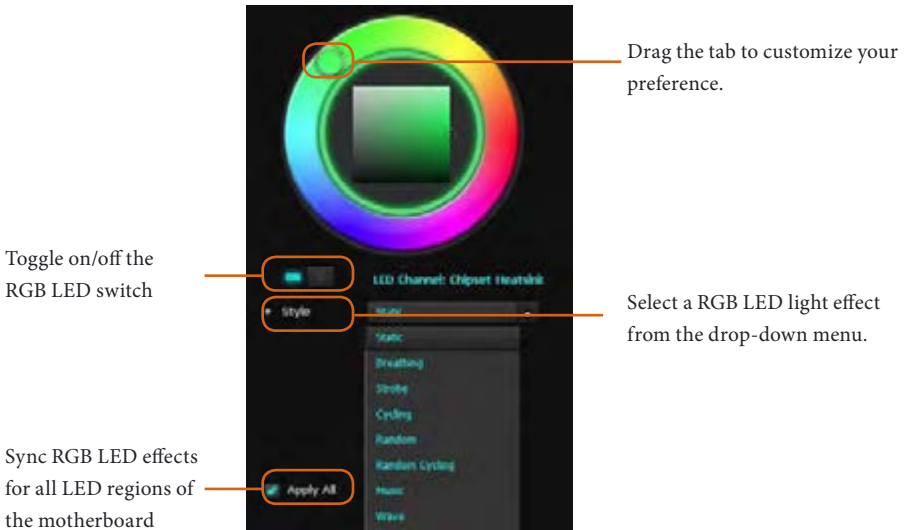 Drag the tab to customize your
preference.
Toggle on/off the
RGB LED switch
LED Channel: Chipset Heatsink
Style
Static
Select a RGB LED light effect
from the drop-down menu.
Static
Breathing
Strobe
Cycling
Random
Random Cycling
Music
Wave
Sync RGB LED effects
for all LED regions of
the motherboard
Apply All